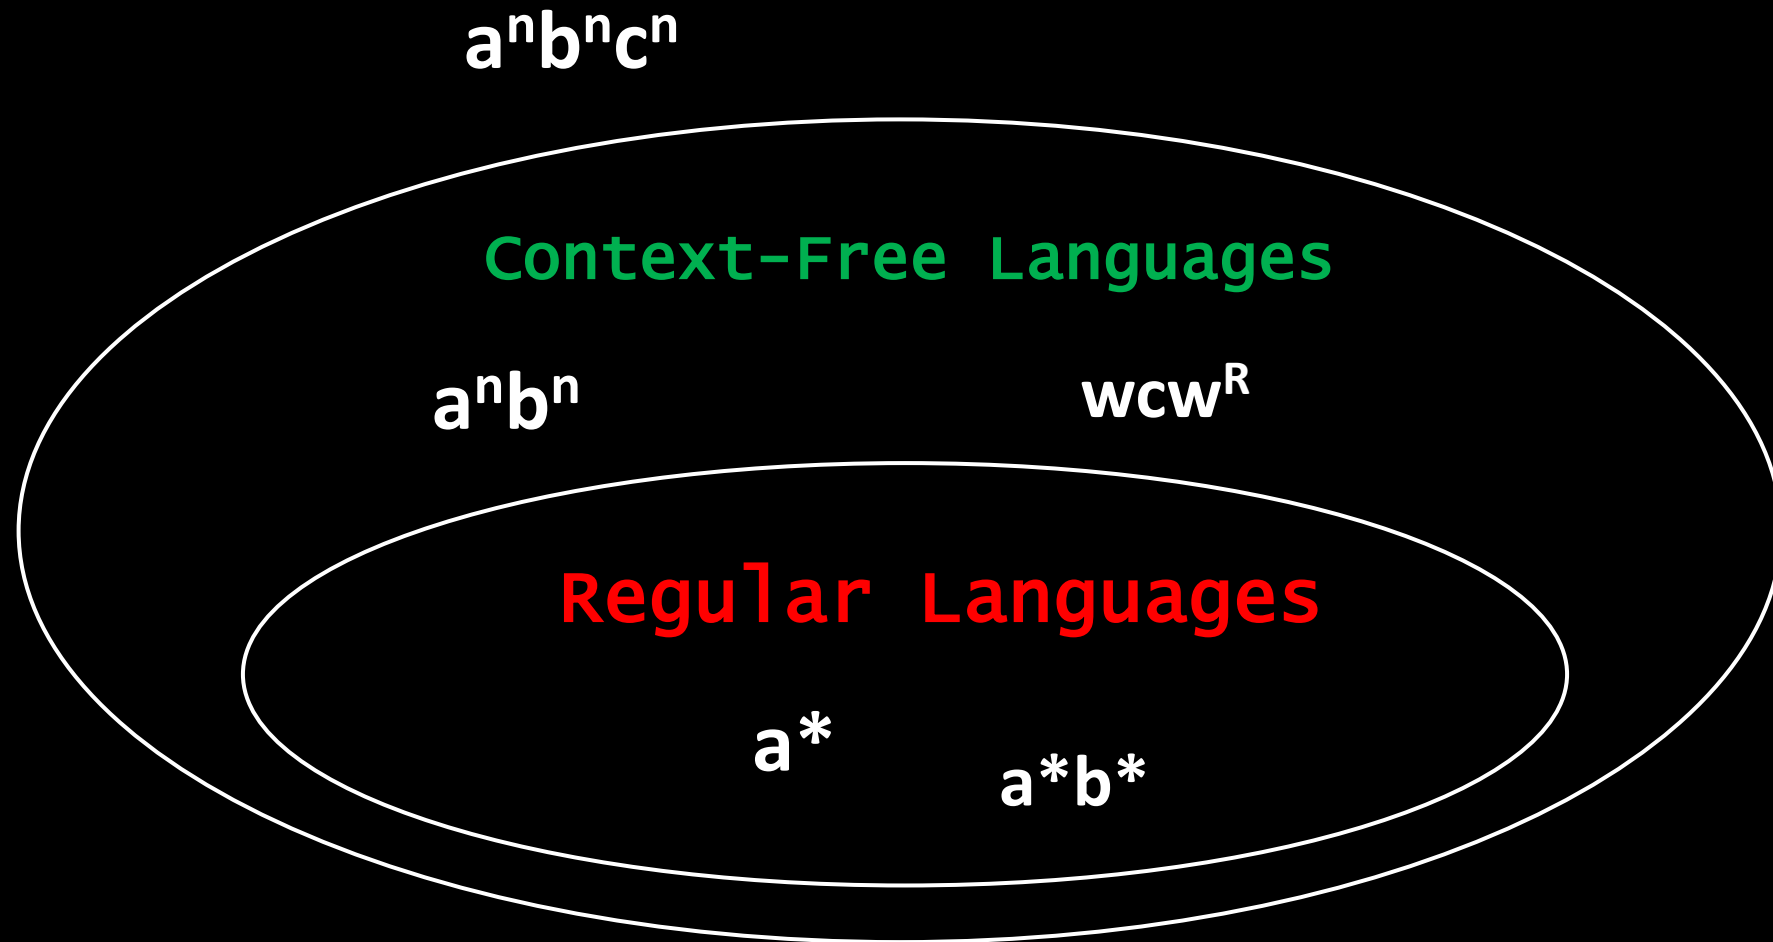 aⁿbⁿcⁿ
Context-Free Languages
aⁿbⁿ wcwᴿ
Regular Languages
a*
a*b*